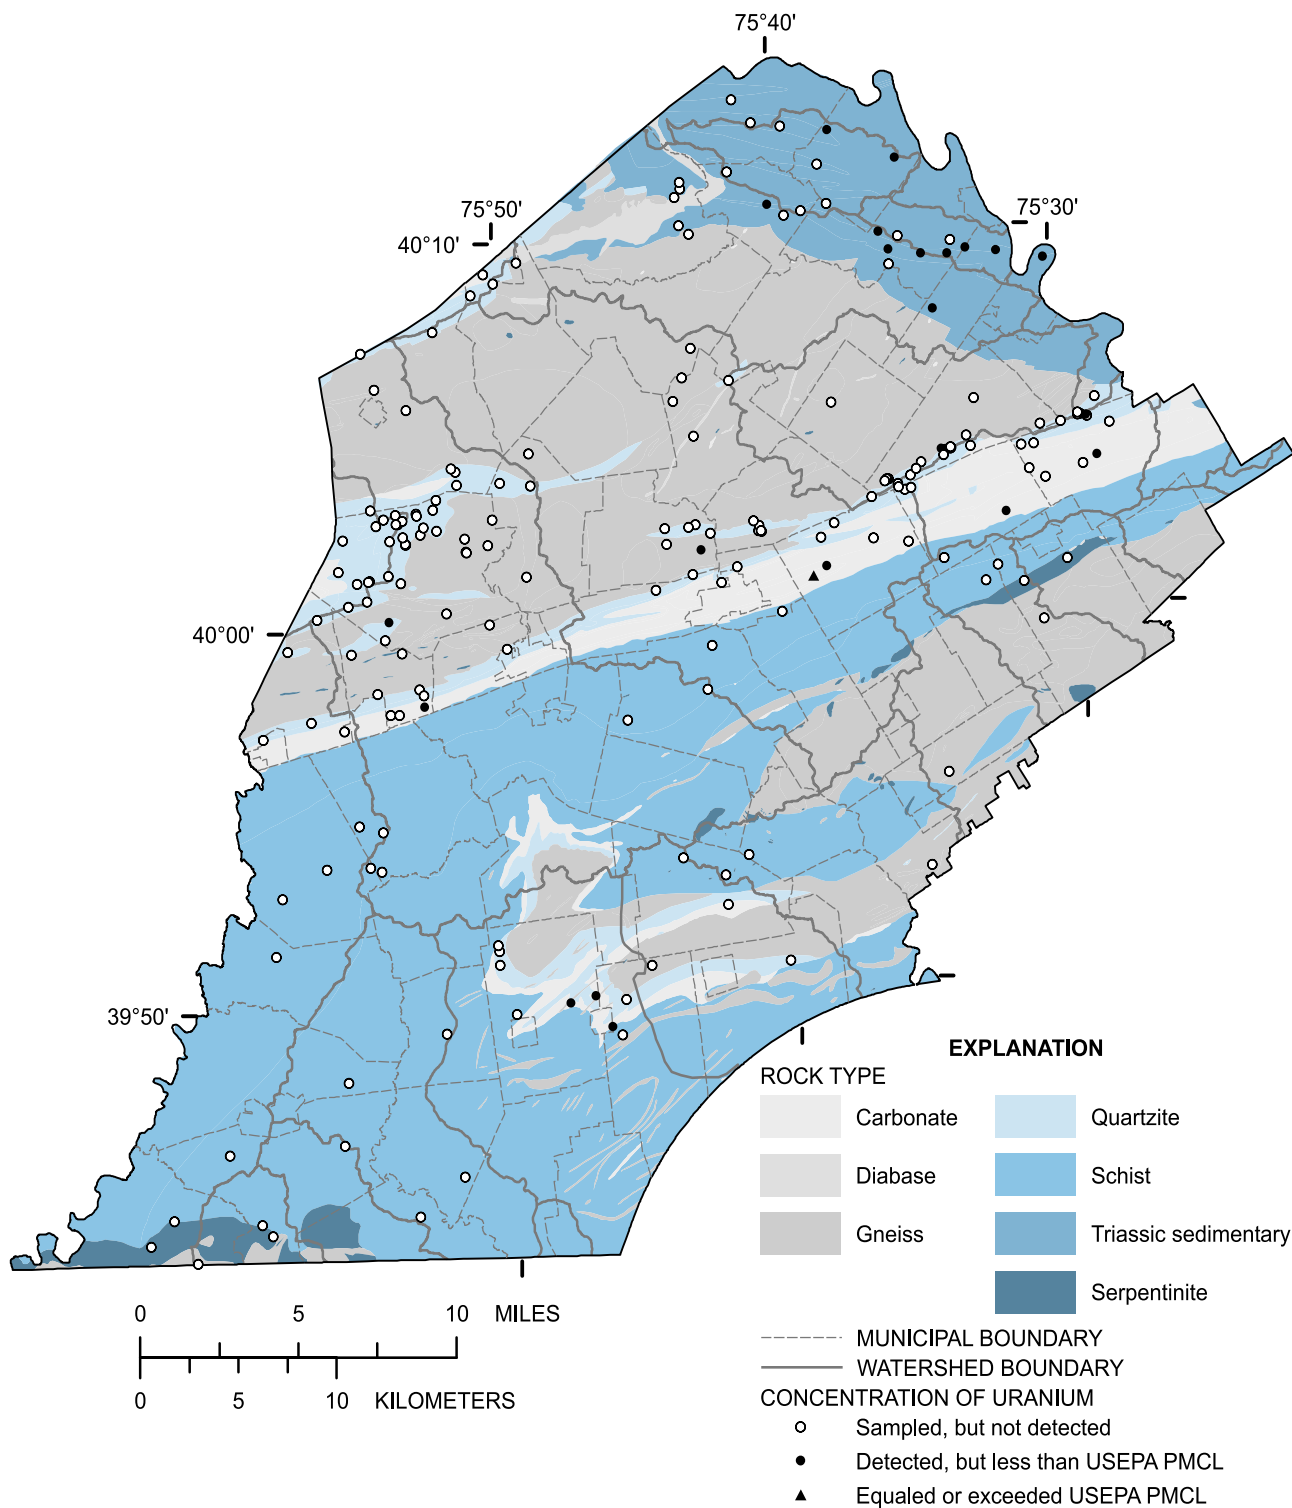 75°40'
75°50'
75°30'
40°10'
40°00'
39°50'
EXPLANATION
ROCK TYPE
Carbonate
Quartzite
Diabase
Schist
Gneiss
Triassic sedimentary
Serpentinite
0 5 10 MILES
0 5 10 KILOMETERS
MUNICIPAL BOUNDARY
WATERSHED BOUNDARY
CONCENTRATION OF URANIUM
Sampled, but not detected
Detected, but less than USEPA PMCL
Equaled or exceeded USEPA PMCL